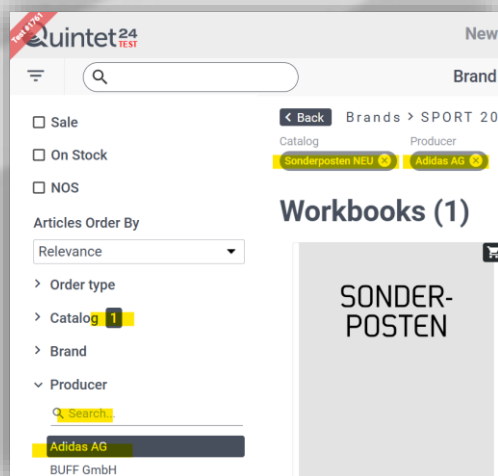 Test #1761
Quintet24
TEST
New
Brand
Sale
On Stock
NOS
Articles Order By
Relevance
Order type
Catalog 1
Brand
Producer
Search...
Adidas AG
BUFF GmbH
Back Brands > SPORT 20
Catalog Producer
Sonderposten NEU Adidas AG
Workbooks (1)
SONDER-
POSTEN